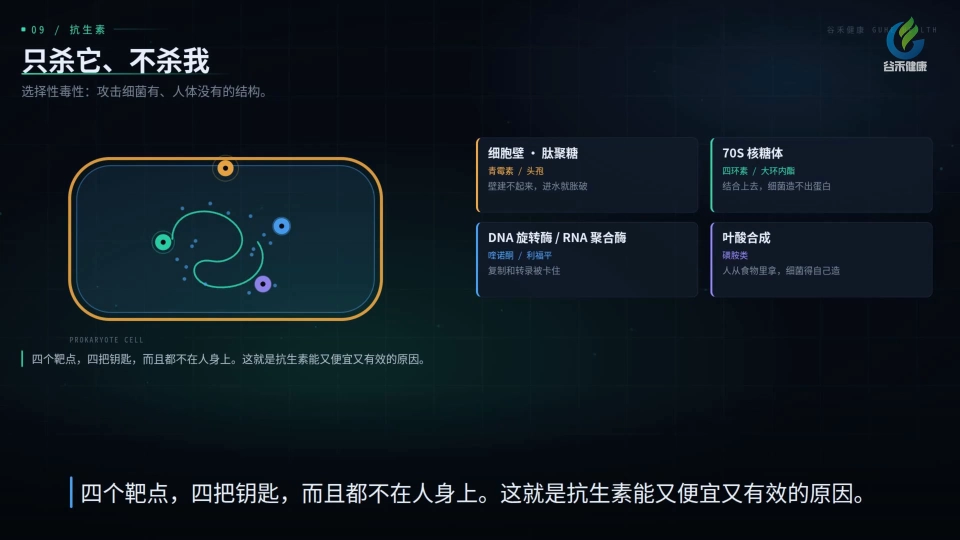 09 / 抗生素
谷禾健康
只杀它、不杀我
谷禾健康
选择性毒性：攻击细菌有、人体没有的结构。
细胞壁 · 肽聚糖
青霉素 / 头孢
壁建不起来，进水就胀破
70S 核糖体
四环素 / 大环内酯
结合上去，细菌造不出蛋白
DNA 旋转酶 / RNA 聚合酶
喹诺酮 / 利福平
复制和转录被卡住
叶酸合成
磺胺类
人从食物里拿，细菌得自己造
PROKARYOTE CELL
四个靶点，四把钥匙，而且都不在人身上。这就是抗生素能又便宜又有效的原因。
四个靶点，四把钥匙，而且都不在人身上。这就是抗生素能又便宜又有效的原因。